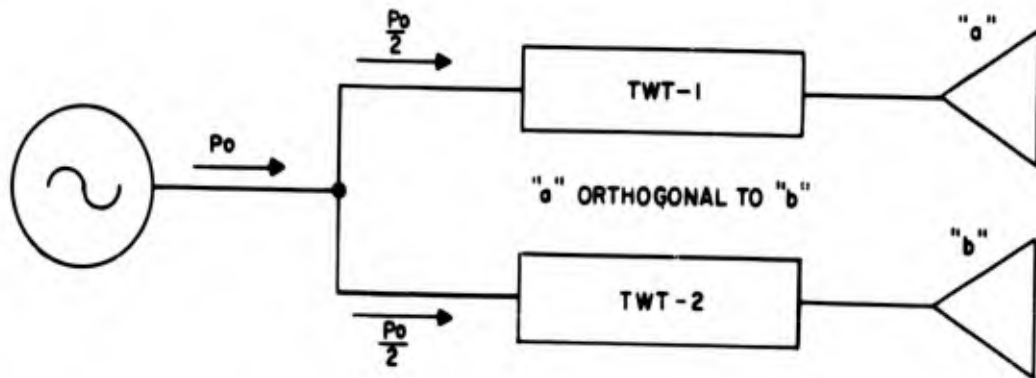 Po/2
"a"
TWT-1
Po
"a" ORTHOGONAL TO "b"
"b"
TWT-2
Po/2